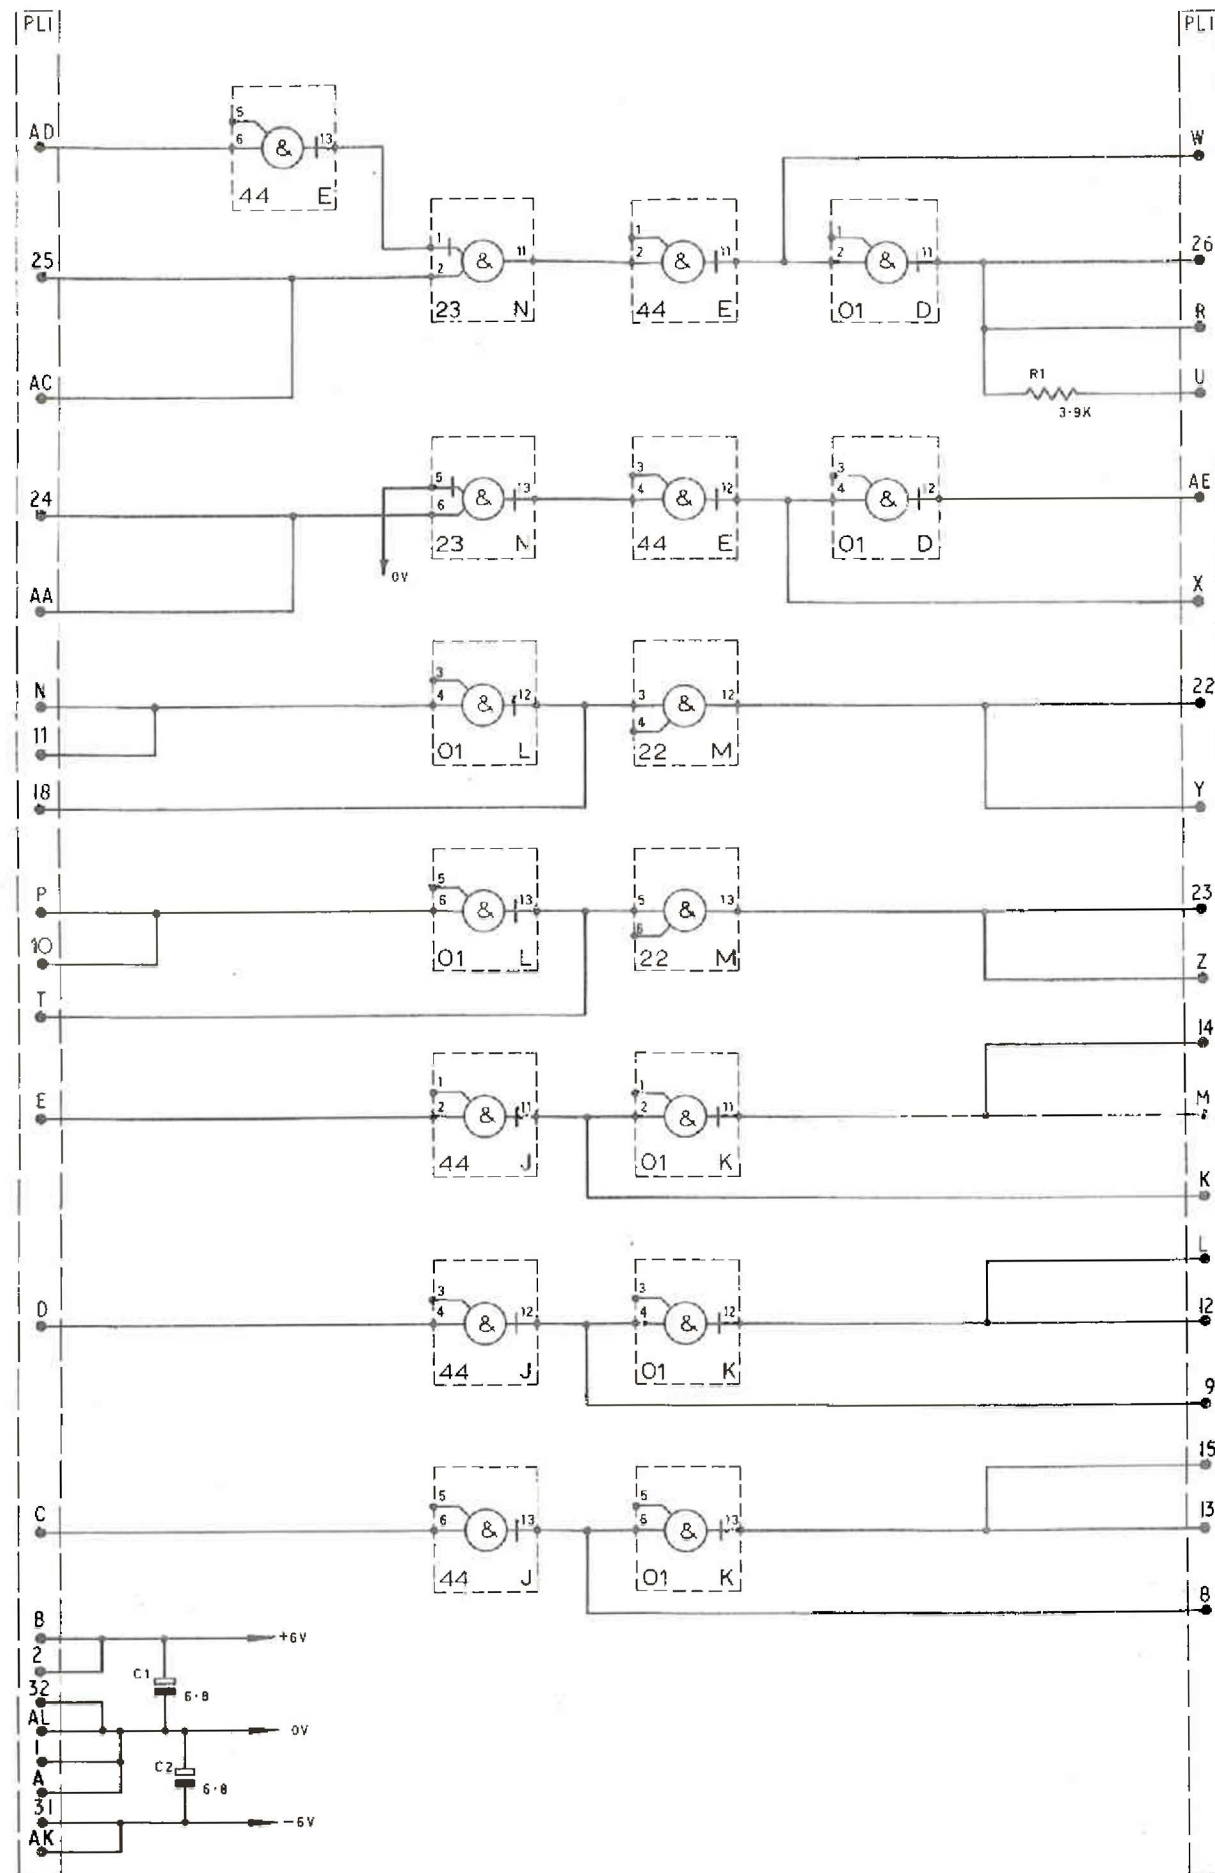 PL1 PL1
AD 5 6 & 13 44 E W
25 1 2 & 11 23 N 1 2 & 11 44 E 1 2 & 11 01 D 26
R
AC R1 3·9K U
24 5 6 & 13 23 N 0V 3 4 & 12 44 E 3 4 & 12 01 D AE
AA X
N 3 4 & 12 01 L 3 4 & 12 22 M 22
11
18 Y
P 5 6 & 13 01 L 5 6 & 13 22 M 23
10 Z
T 14
E 1 2 & 11 44 J 1 2 & 11 01 K M
K
L
D 3 4 & 12 44 J 3 4 & 12 01 K 12
9
15
C 5 6 & 13 44 J 5 6 & 13 01 K 13
8
B +6V
2 C1 6·8
32
AL 0V
1 C2 6·8
A
31 -6V
AK